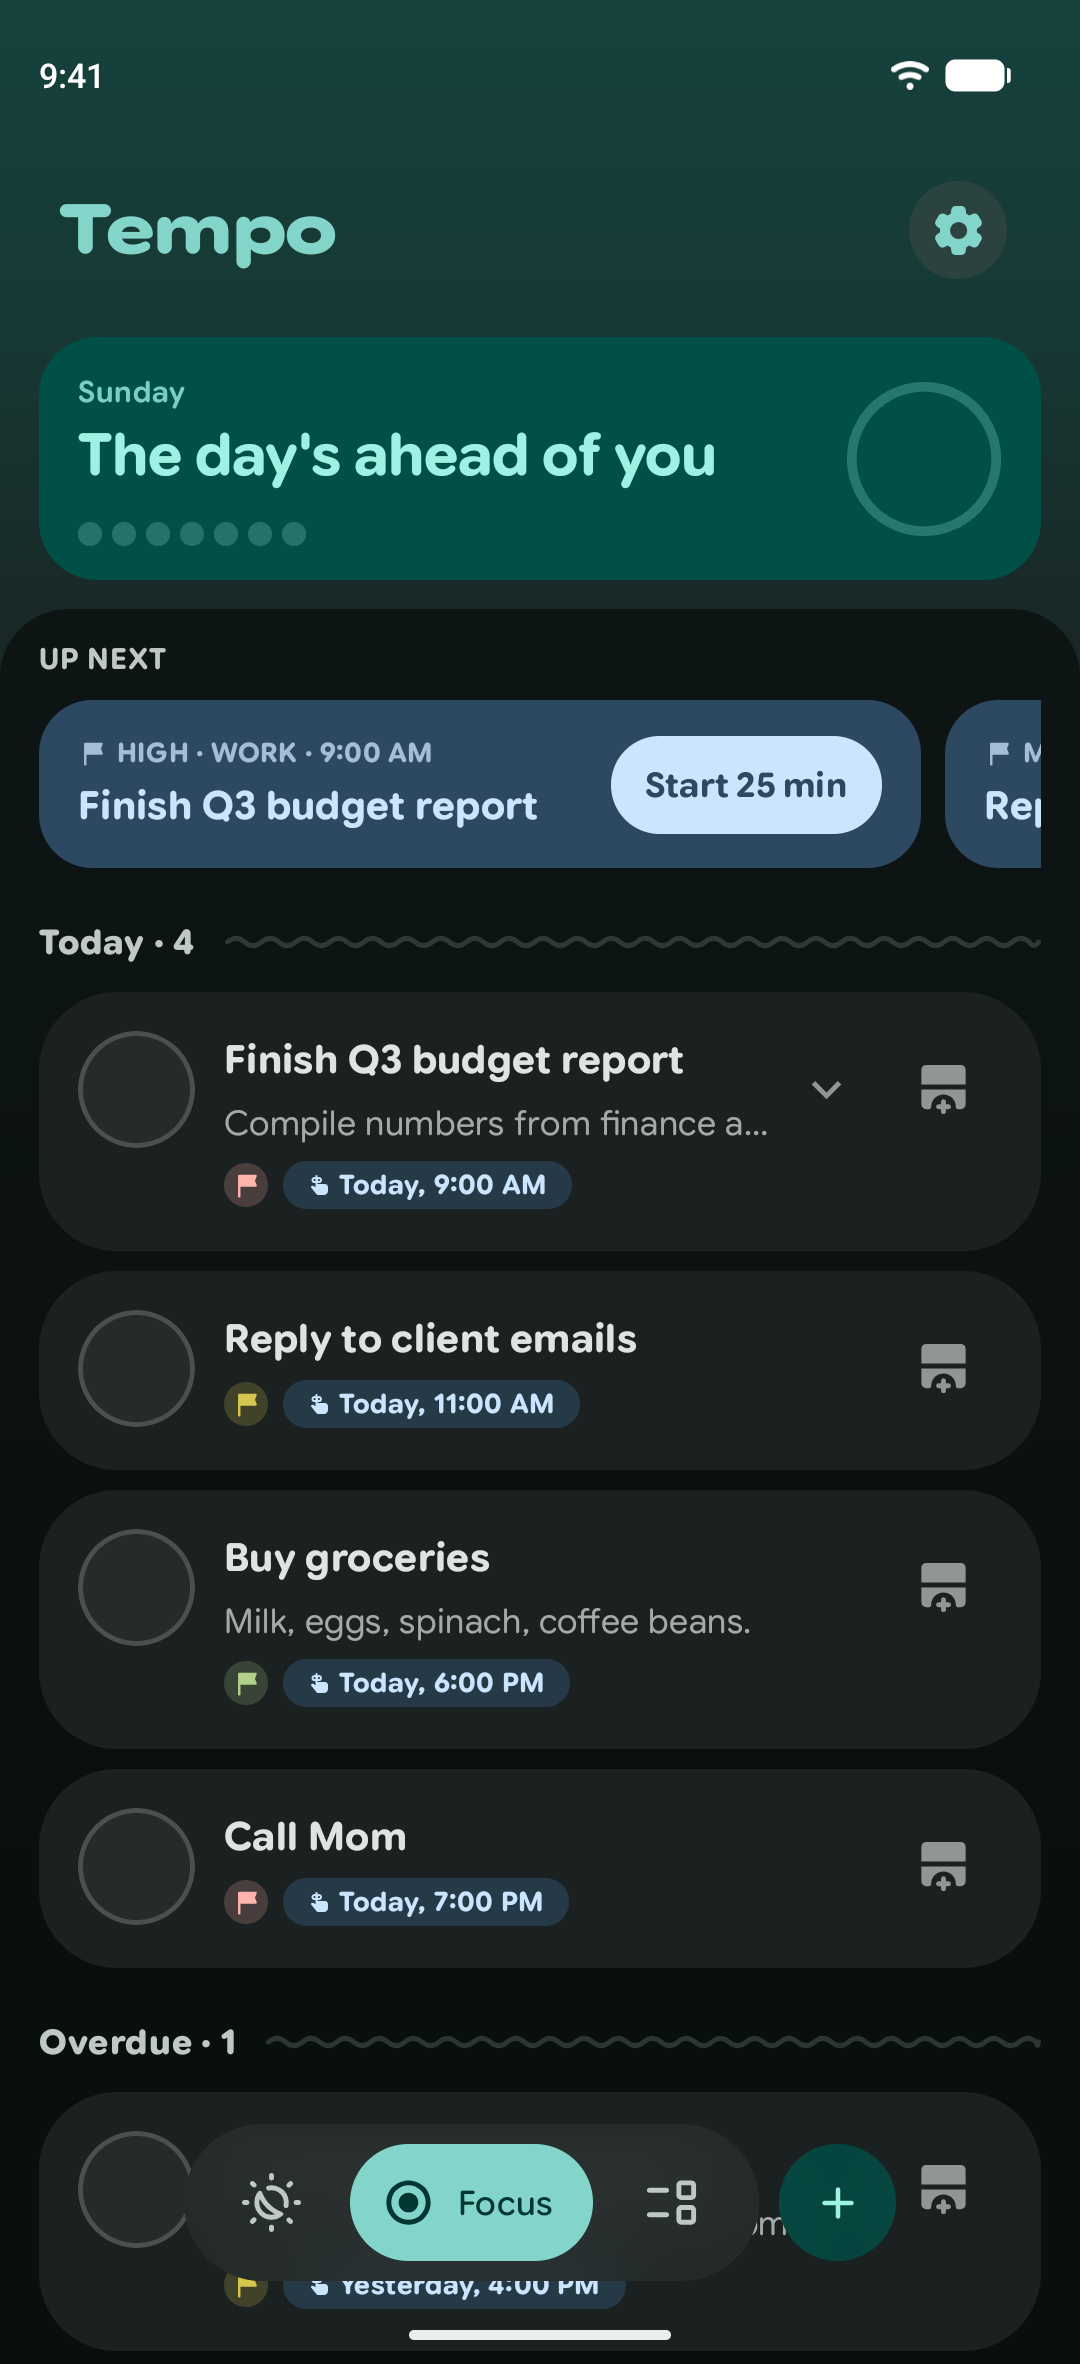 9:41
Tempo
Sunday
The day's ahead of you
UP NEXT
HIGH · WORK · 9:00 AM
Finish Q3 budget report
Start 25 min
Today · 4
Finish Q3 budget report
Compile numbers from finance a...
Today, 9:00 AM
Reply to client emails
Today, 11:00 AM
Buy groceries
Milk, eggs, spinach, coffee beans.
Today, 6:00 PM
Call Mom
Today, 7:00 PM
Overdue · 1
Focus
Yesterday, 4:00 PM